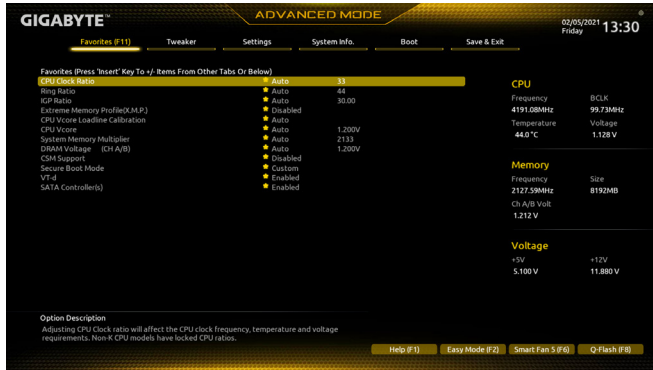 GIGABYTE™
ADVANCED MODE
02/05/2021
Friday
13:30
Favorites (F11) Tweaker Settings System Info. Boot Save & Exit
Favorites (Press 'Insert' Key To +/- Items From Other Tabs Or Below)
CPU Clock Ratio Auto 33
Ring Ratio Auto 44
IGP Ratio Auto 30.00
Extreme Memory Profile(X.M.P.) Disabled
CPU Vcore Loadline Calibration Auto
CPU Vcore Auto 1.200V
System Memory Multiplier Auto 2133
DRAM Voltage (CH A/B) Auto 1.200V
CSM Support Disabled
Secure Boot Mode Custom
VT-d Enabled
SATA Controller(s) Enabled
CPU
Frequency BCLK
4191.08MHz 99.73MHz
Temperature Voltage
44.0°C 1.128 V
Memory
Frequency Size
2127.59MHz 8192MB
Ch A/B Volt
1.212 V
Voltage
+5V +12V
5.100 V 11.880 V
Option Description
Adjusting CPU Clock ratio will affect the CPU clock frequency, temperature and voltage
requirements. Non-K CPU models have locked CPU ratios.
Help (F1) Easy Mode (F2) Smart Fan 5 (F6) Q-Flash (F8)